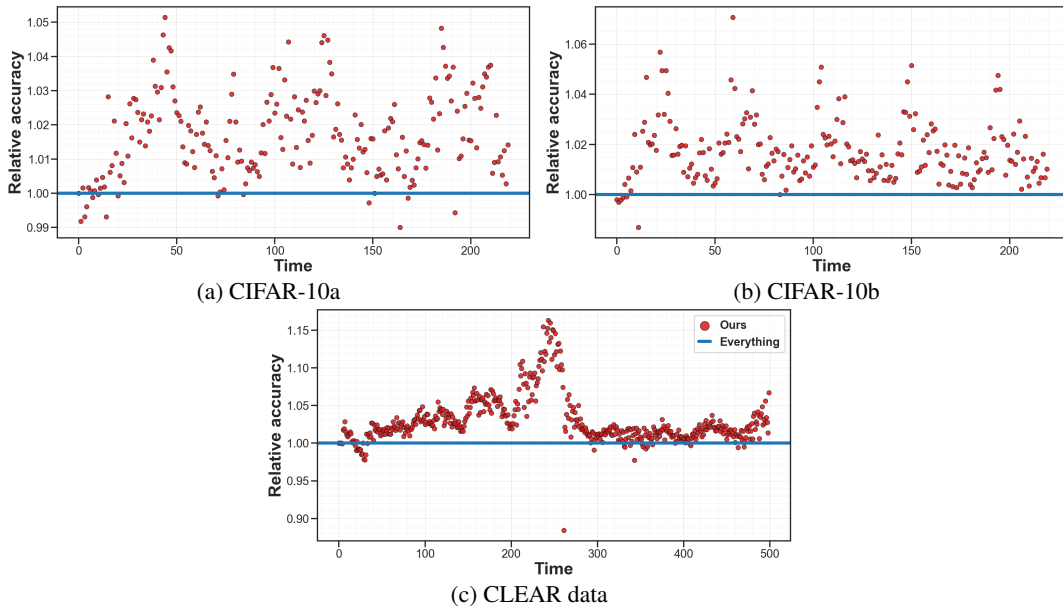 1.05
1.04
1.03
1.02
1.01
1.00
0.99
Relative accuracy
0 50 100 150 200
Time
(a) CIFAR-10a
1.06
1.04
1.02
1.00
Relative accuracy
0 50 100 150 200
Time
(b) CIFAR-10b
1.15
1.10
1.05
1.00
0.95
0.90
Relative accuracy
Ours
Everything
0 100 200 300 400 500
Time
(c) CLEAR data